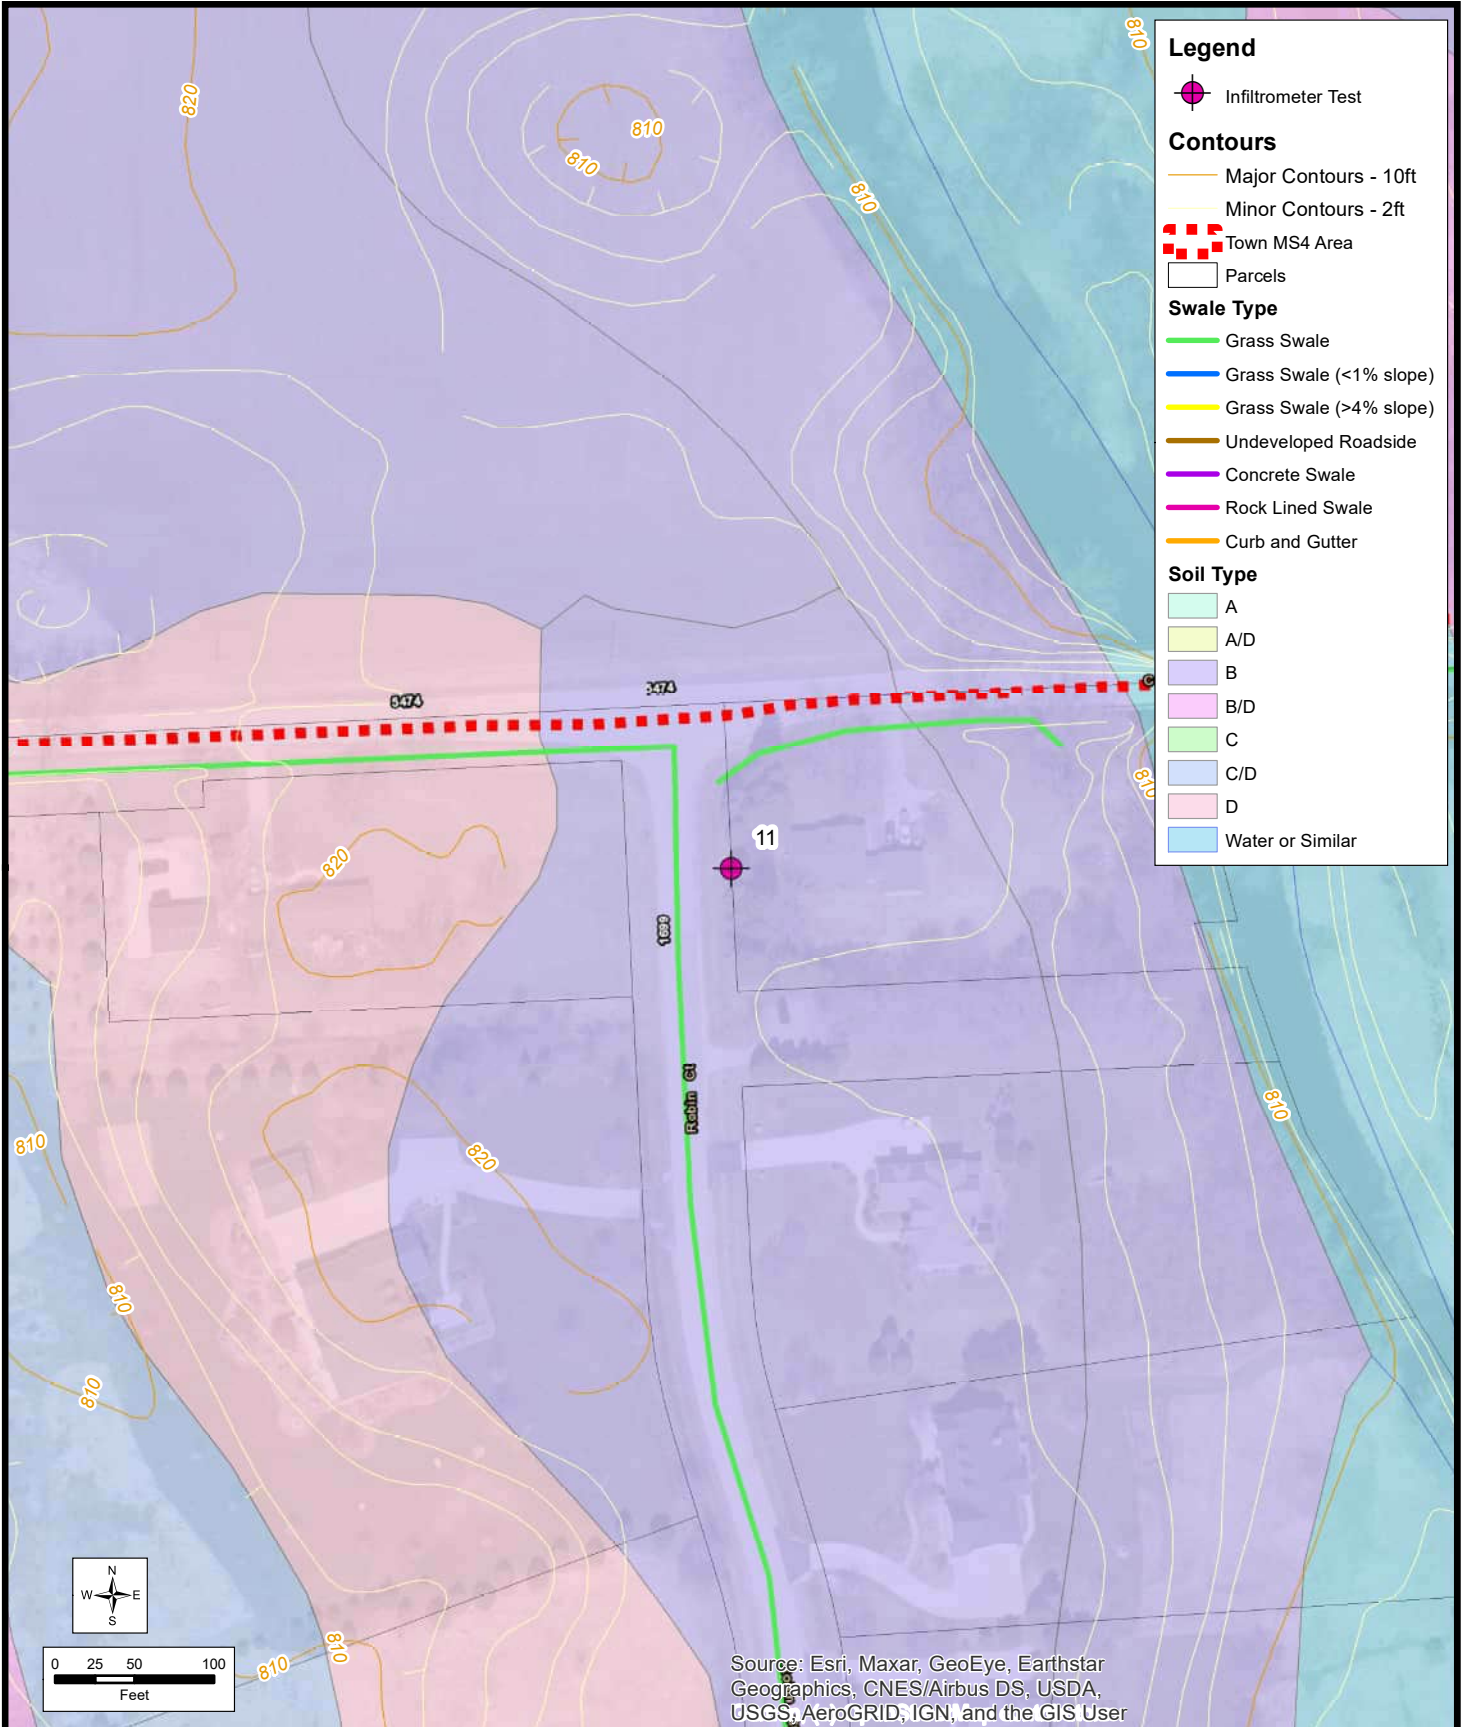 810
Legend
Infiltrometer Test
Contours
Major Contours - 10ft
Minor Contours - 2ft
Town MS4 Area
Parcels
Swale Type
Grass Swale
Grass Swale (<1% slope)
Grass Swale (>4% slope)
Undeveloped Roadside
Concrete Swale
Rock Lined Swale
Curb and Gutter
Soil Type
A
A/D
B
B/D
C
C/D
D
Water or Similar
820
810
810
810
5474
5474
C
810
11
820
1699
Robin Ct
810
820
810
810
810
810
810
N
W E
S
0 25 50 100
Feet
Source: Esri, Maxar, GeoEye, Earthstar
Geographics, CNES/Airbus DS, USDA,
USGS, AeroGRID, IGN, and the GIS User